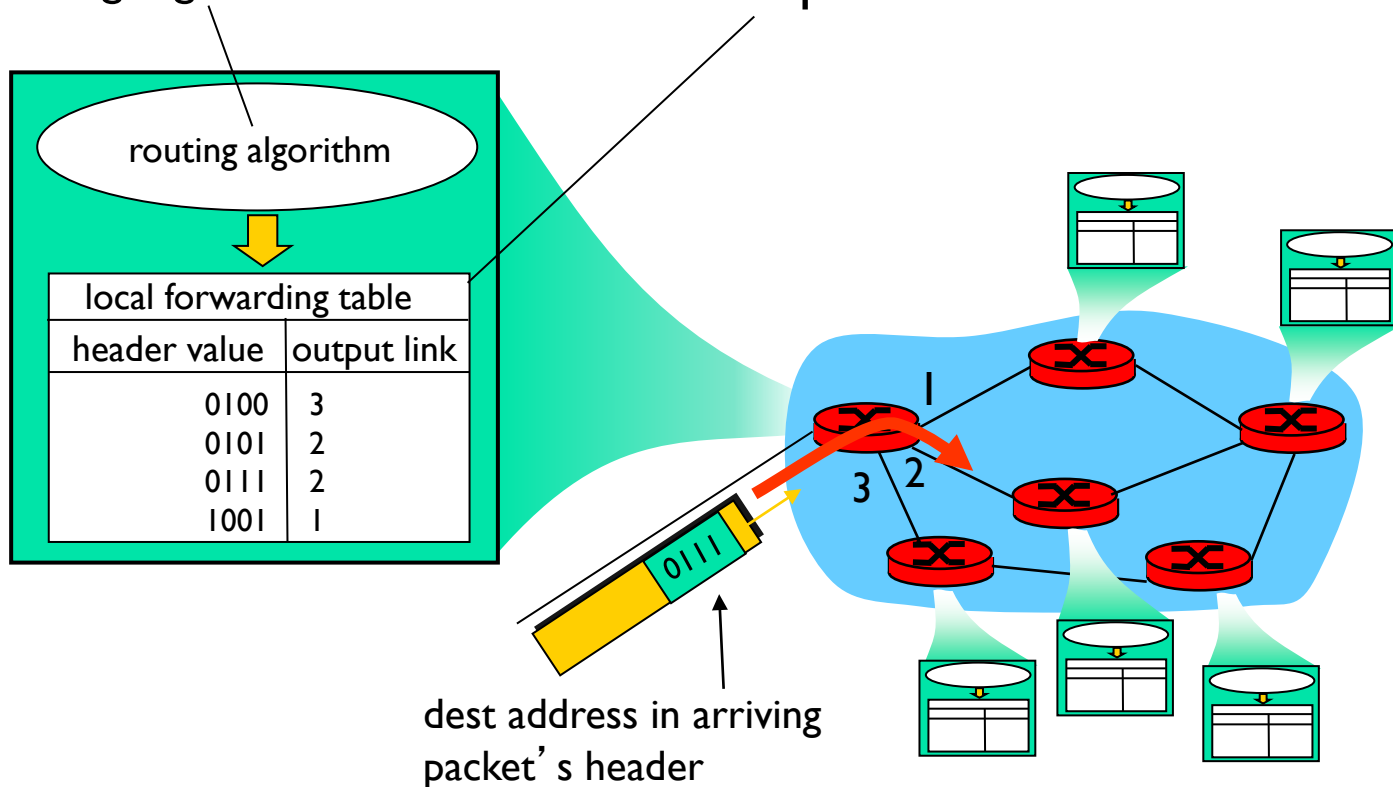 routing algorithm
local forwarding table
header value output link
0100 3
0101 2
0111 2
1001 1
1
2
3
0111
dest address in arriving
packet's header